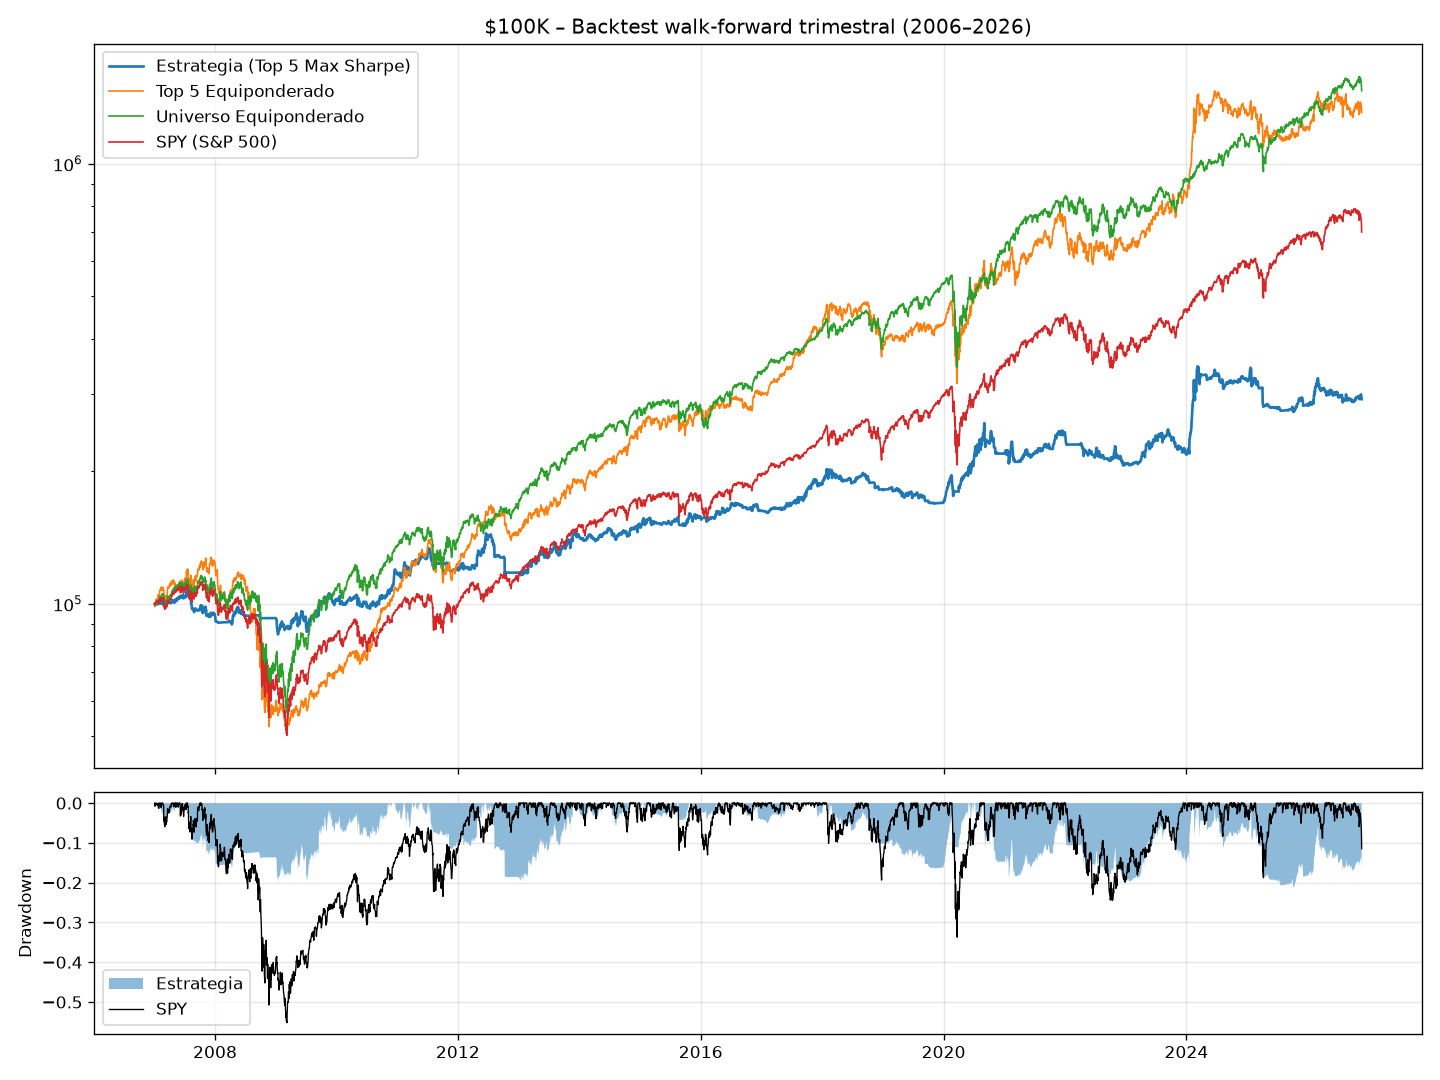 $100K – Backtest walk-forward trimestral (2006–2026)
Estrategia (Top 5 Max Sharpe)
Top 5 Equiponderado
Universo Equiponderado
SPY (S&P 500)
10⁶
10⁵
0.0
−0.1
−0.2
−0.3
−0.4
−0.5
Drawdown
Estrategia
SPY
2008
2012
2016
2020
2024